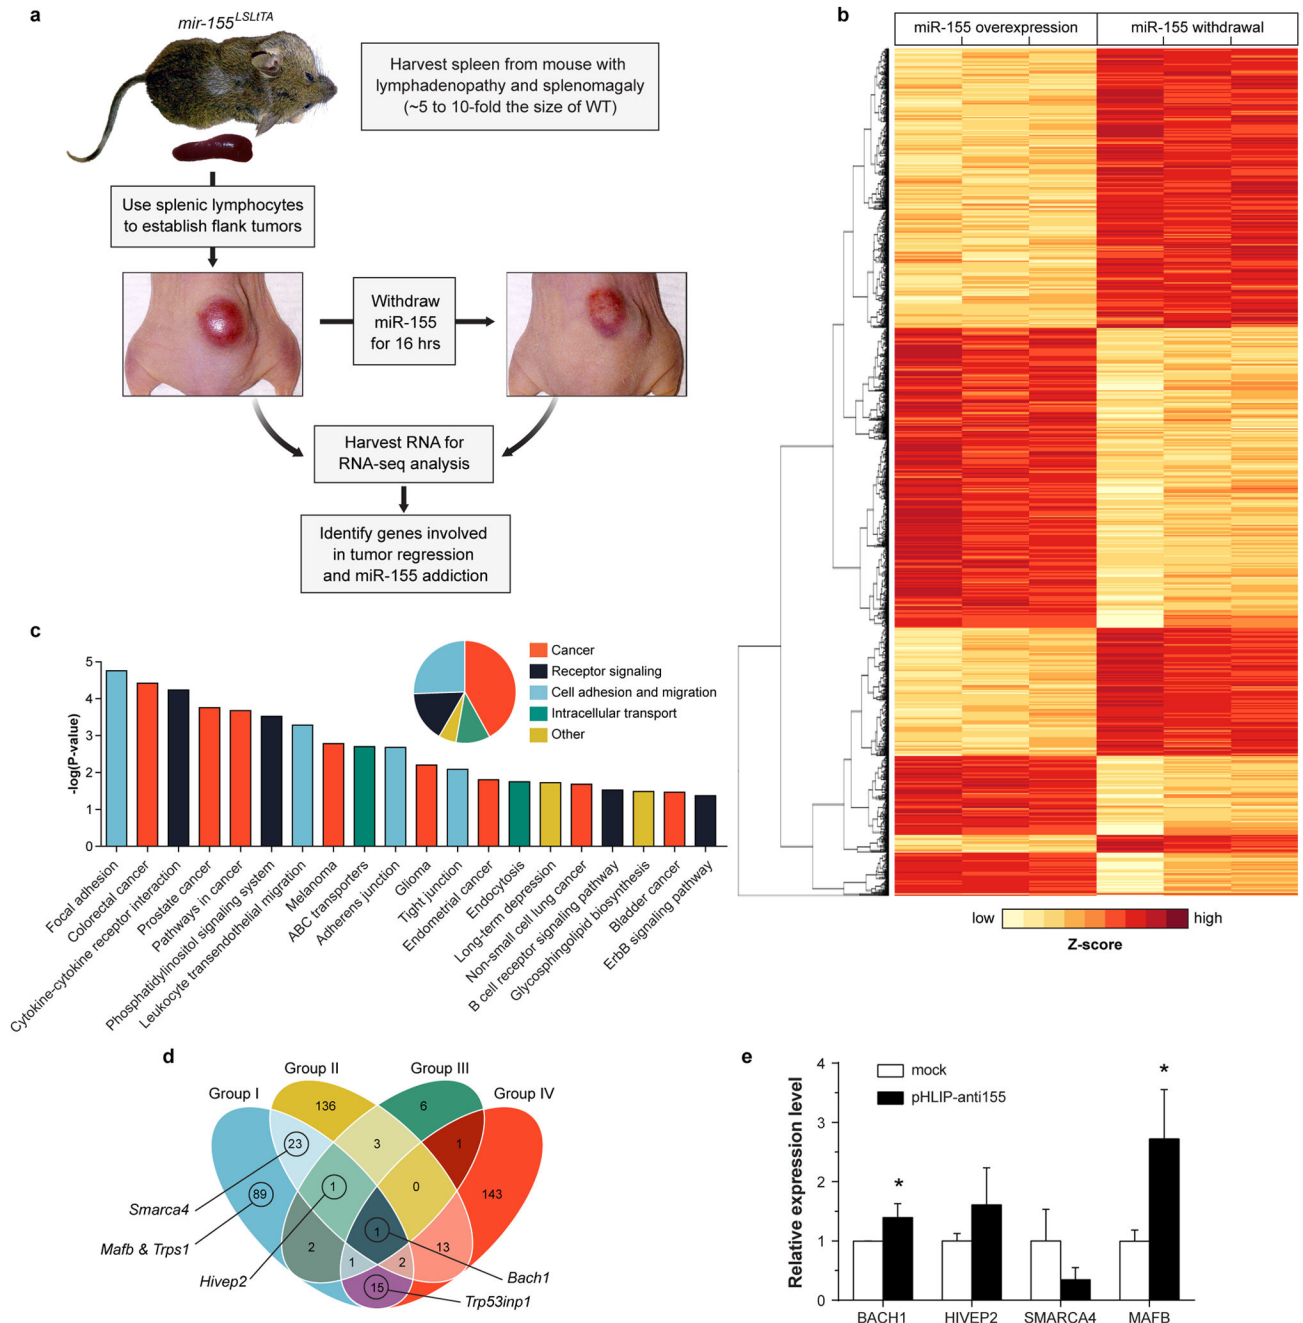 a
mir-155LSLtTA
Harvest spleen from mouse with
lymphadenopathy and splenomagaly
(~5 to 10-fold the size of WT)
Use splenic lymphocytes
to establish flank tumors
Withdraw
miR-155
for 16 hrs
Harvest RNA for
RNA-seq analysis
Identify genes involved
in tumor regression
and miR-155 addiction
b
miR-155 overexpression
miR-155 withdrawal
low
high
Z-score
c
-log(P-value)
5
4
3
2
1
0
Cancer
Receptor signaling
Cell adhesion and migration
Intracellular transport
Other
Focal adhesion
Colorectal cancer
Cytokine-cytokine receptor interaction
Prostate cancer
Pathways in cancer
Phosphatidylinositol signaling system
Leukocyte transendothelial migration
Melanoma
ABC transporters
Adherens junction
Glioma
Tight junction
Endometrial cancer
Endocytosis
Long-term depression
Non-small cell lung cancer
B cell receptor signaling pathway
Glycosphingolipid biosynthesis
Bladder cancer
ErbB signaling pathway
d
Group I
Group II
Group III
Group IV
136
6
23
3
1
89
1
0
143
1
2
13
1
2
15
Smarca4
Mafb & Trps1
Hivep2
Bach1
Trp53inp1
e
Relative expression level
4
3
2
1
0
mock
pHLIP-anti155
*
*
BACH1
HIVEP2
SMARCA4
MAFB